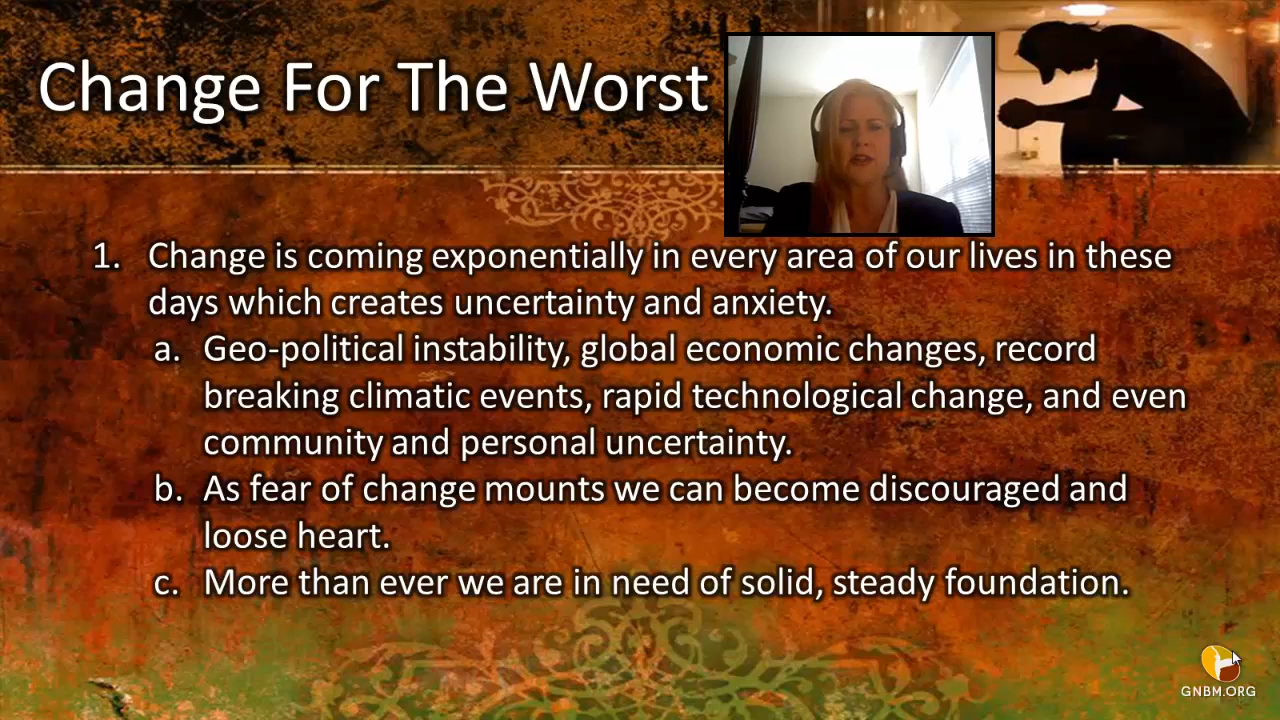 Change For The Worst
1. Change is coming exponentially in every area of our lives in these
days which creates uncertainty and anxiety.
a. Geo-political instability, global economic changes, record
breaking climatic events, rapid technological change, and even
community and personal uncertainty.
b. As fear of change mounts we can become discouraged and
loose heart.
c. More than ever we are in need of solid, steady foundation.
GNBM.ORG